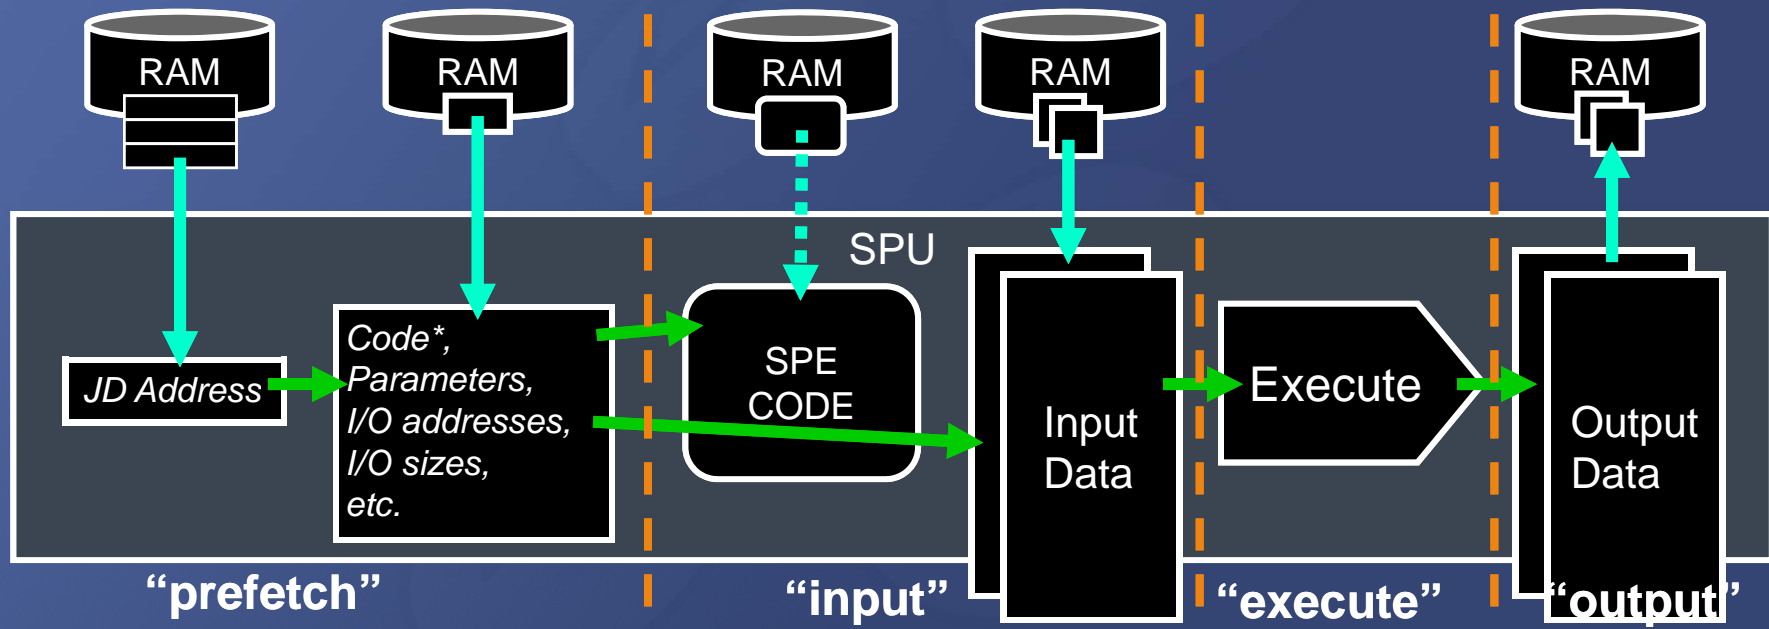 RAM
RAM
RAM
RAM
RAM
SPU
JD Address
Code*,
Parameters,
I/O addresses,
I/O sizes,
etc.
SPE
CODE
Input
Data
Execute
Output
Data
“prefetch”
“input”
“execute”
“output”